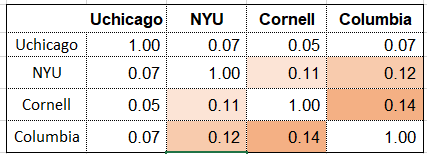 Uchicago NYU Cornell Columbia
Uchicago 1.00 0.07 0.05 0.07
NYU 0.07 1.00 0.11 0.12
Cornell 0.05 0.11 1.00 0.14
Columbia 0.07 0.12 0.14 1.00